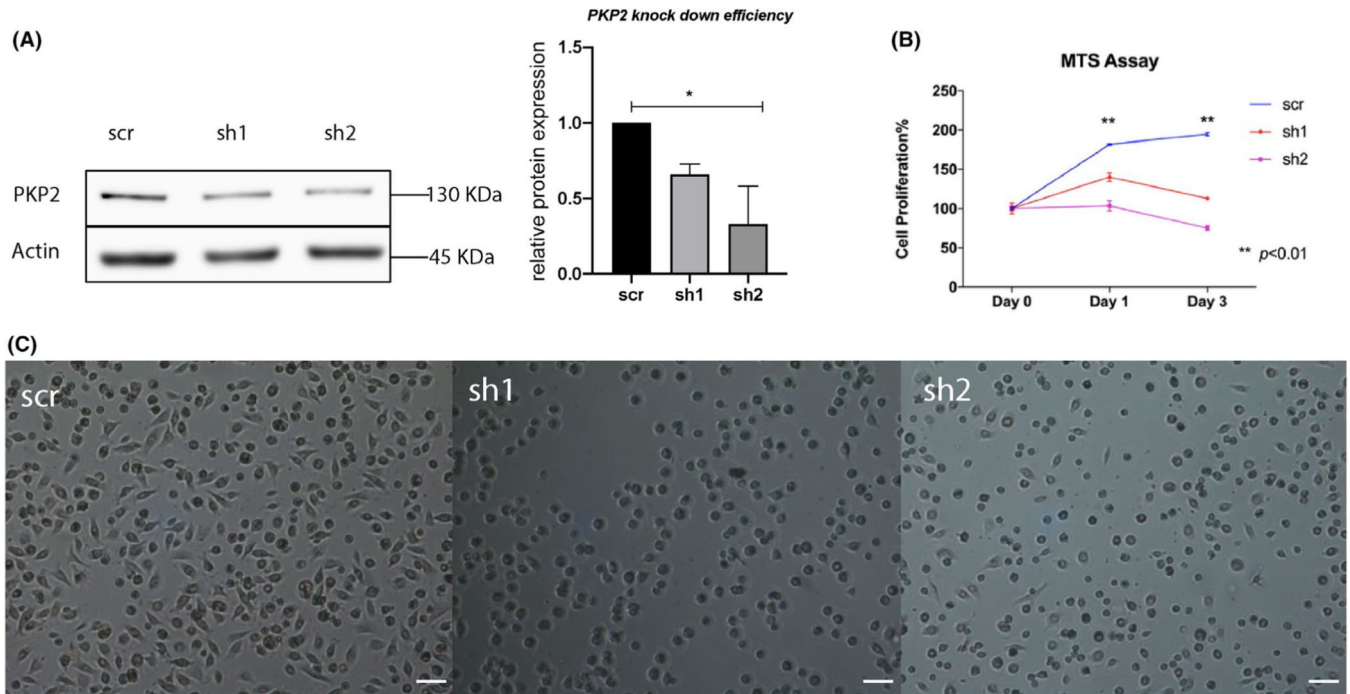 (A)
scr sh1 sh2
PKP2
130 KDa
Actin
45 KDa
PKP2 knock down efficiency
relative protein expression
1.5
1.0
0.5
0.0
*
scr sh1 sh2
(B)
MTS Assay
Cell Proliferation%
250
200
150
100
50
0
** **
Day 0 Day 1 Day 3
scr
sh1
sh2
** p<0.01
(C)
scr
sh1
sh2